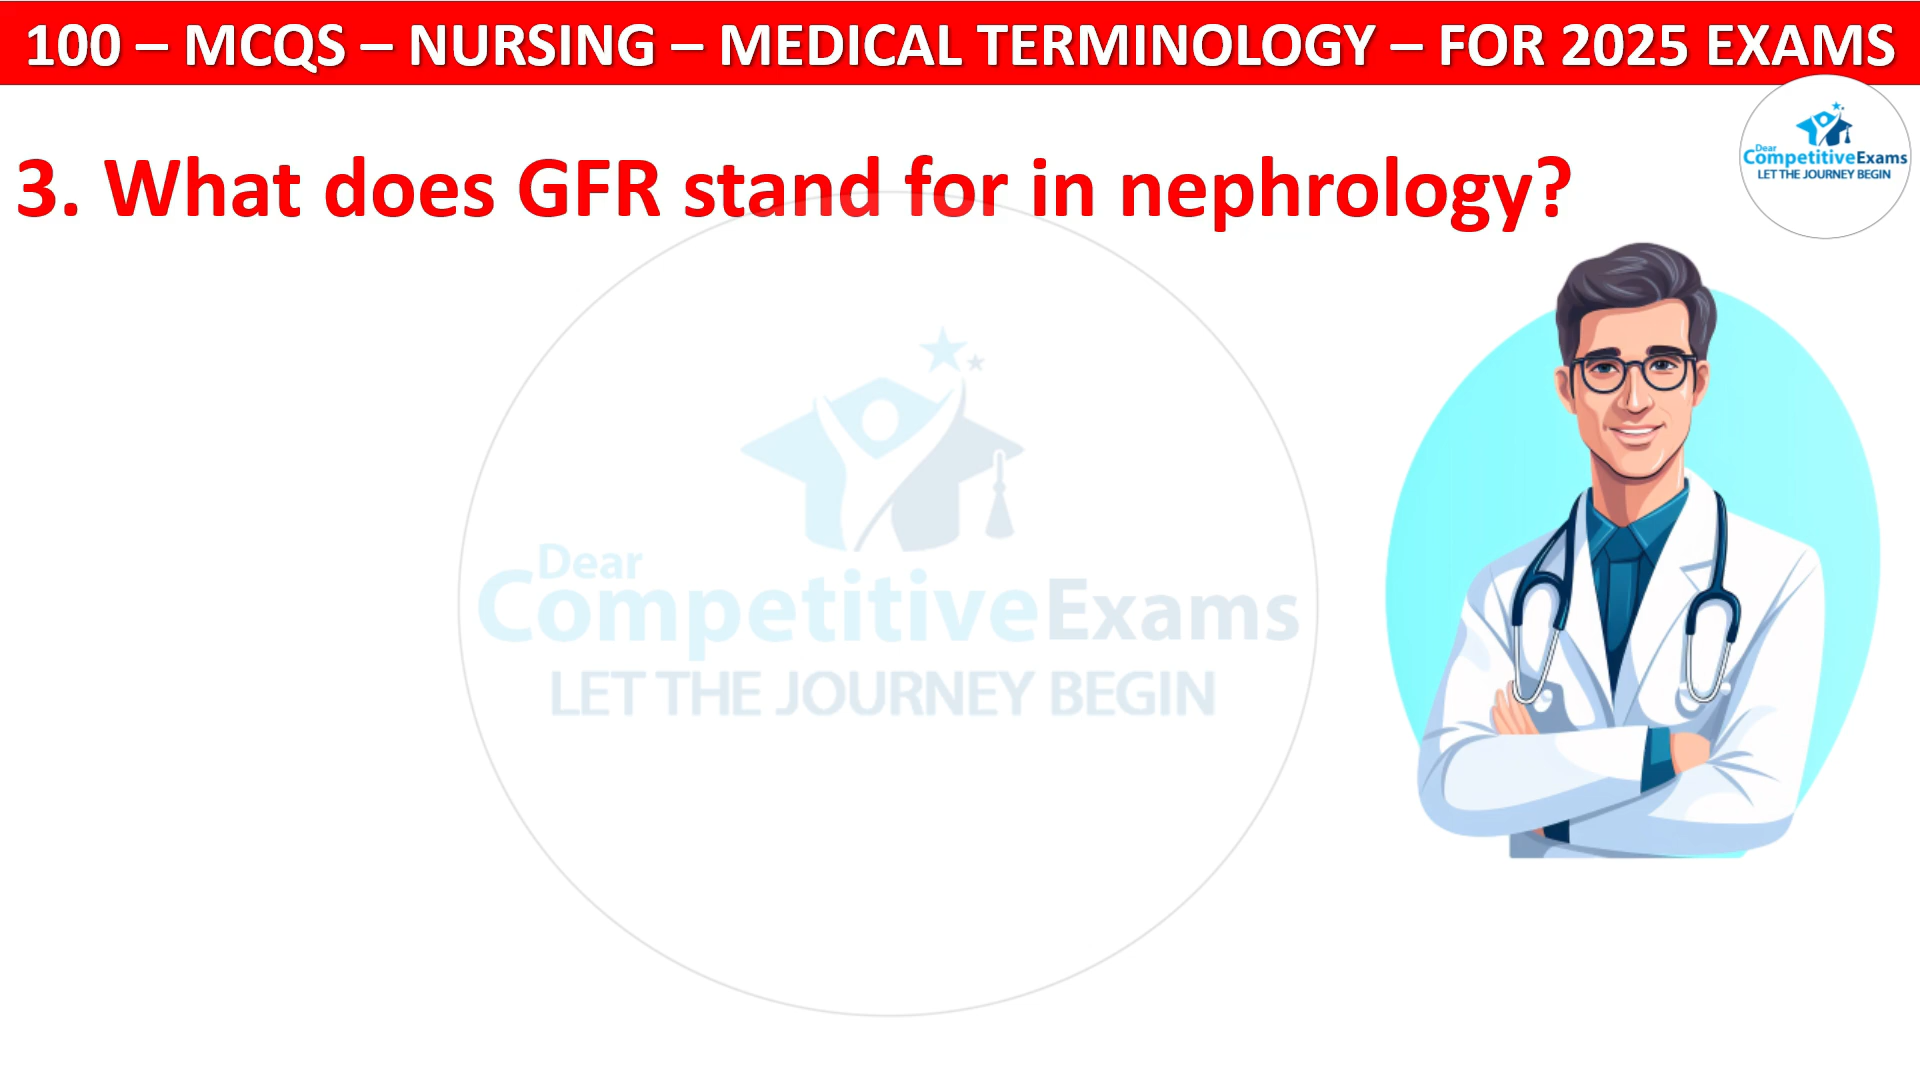 100 – MCQS – NURSING – MEDICAL TERMINOLOGY – FOR 2025 EXAMS
Dear
CompetitiveExams
LET THE JOURNEY BEGIN
3. What does GFR stand for in nephrology?
Dear
CompetitiveExams
LET THE JOURNEY BEGIN